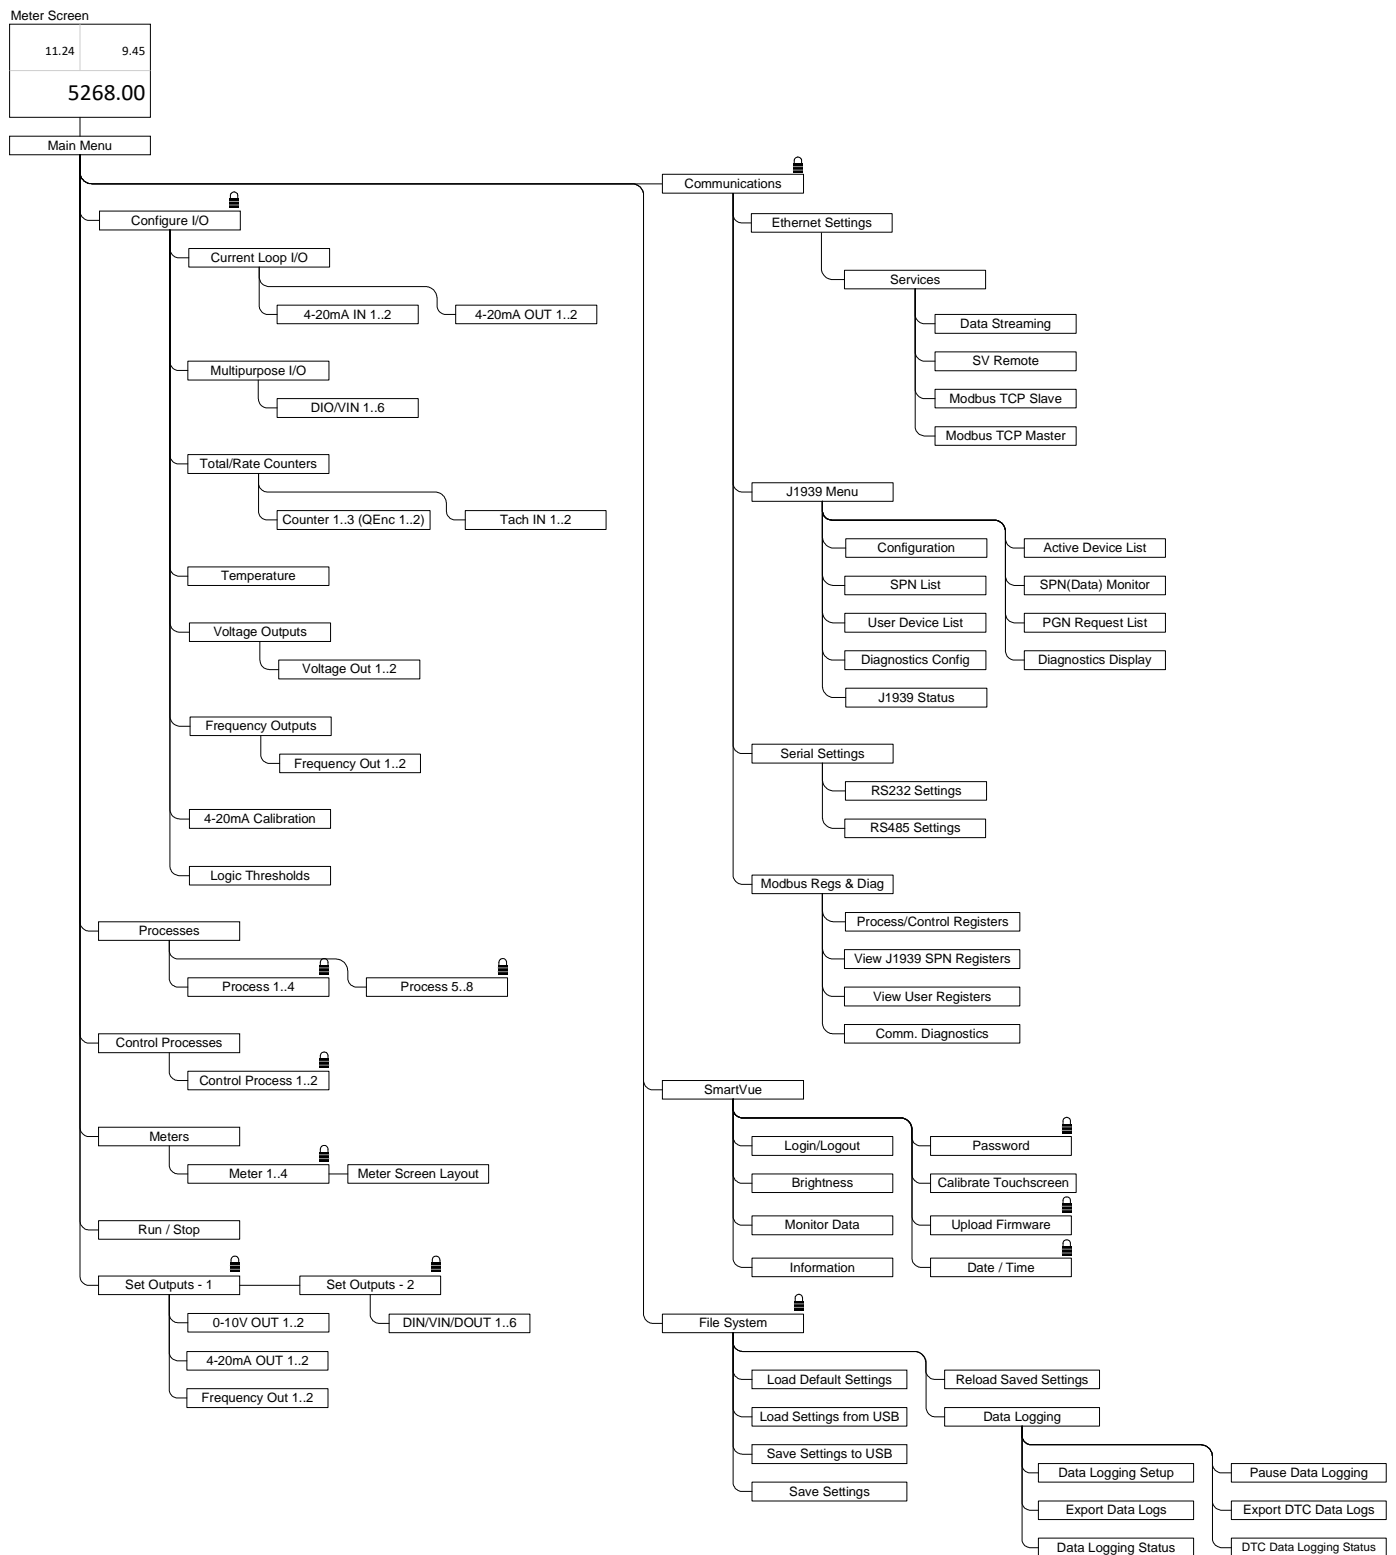 Meter Screen
11.24 9.45
5268.00
Main Menu
Configure I/O
Current Loop I/O
4-20mA IN 1..2
4-20mA OUT 1..2
Multipurpose I/O
DIO/VIN 1..6
Total/Rate Counters
Counter 1..3 (QEnc 1..2)
Tach IN 1..2
Temperature
Voltage Outputs
Voltage Out 1..2
Frequency Outputs
Frequency Out 1..2
4-20mA Calibration
Logic Thresholds
Processes
Process 1..4
Process 5..8
Control Processes
Control Process 1..2
Meters
Meter 1..4
Meter Screen Layout
Run / Stop
Set Outputs - 1
Set Outputs - 2
0-10V OUT 1..2
DIN/VIN/DOUT 1..6
4-20mA OUT 1..2
Frequency Out 1..2
Communications
Ethernet Settings
Services
Data Streaming
SV Remote
Modbus TCP Slave
Modbus TCP Master
J1939 Menu
Configuration
Active Device List
SPN List
SPN(Data) Monitor
User Device List
PGN Request List
Diagnostics Config
Diagnostics Display
J1939 Status
Serial Settings
RS232 Settings
RS485 Settings
Modbus Regs & Diag
Process/Control Registers
View J1939 SPN Registers
View User Registers
Comm. Diagnostics
SmartVue
Login/Logout
Password
Brightness
Calibrate Touchscreen
Monitor Data
Upload Firmware
Information
Date / Time
File System
Load Default Settings
Reload Saved Settings
Load Settings from USB
Data Logging
Save Settings to USB
Save Settings
Data Logging Setup
Pause Data Logging
Export Data Logs
Export DTC Data Logs
Data Logging Status
DTC Data Logging Status